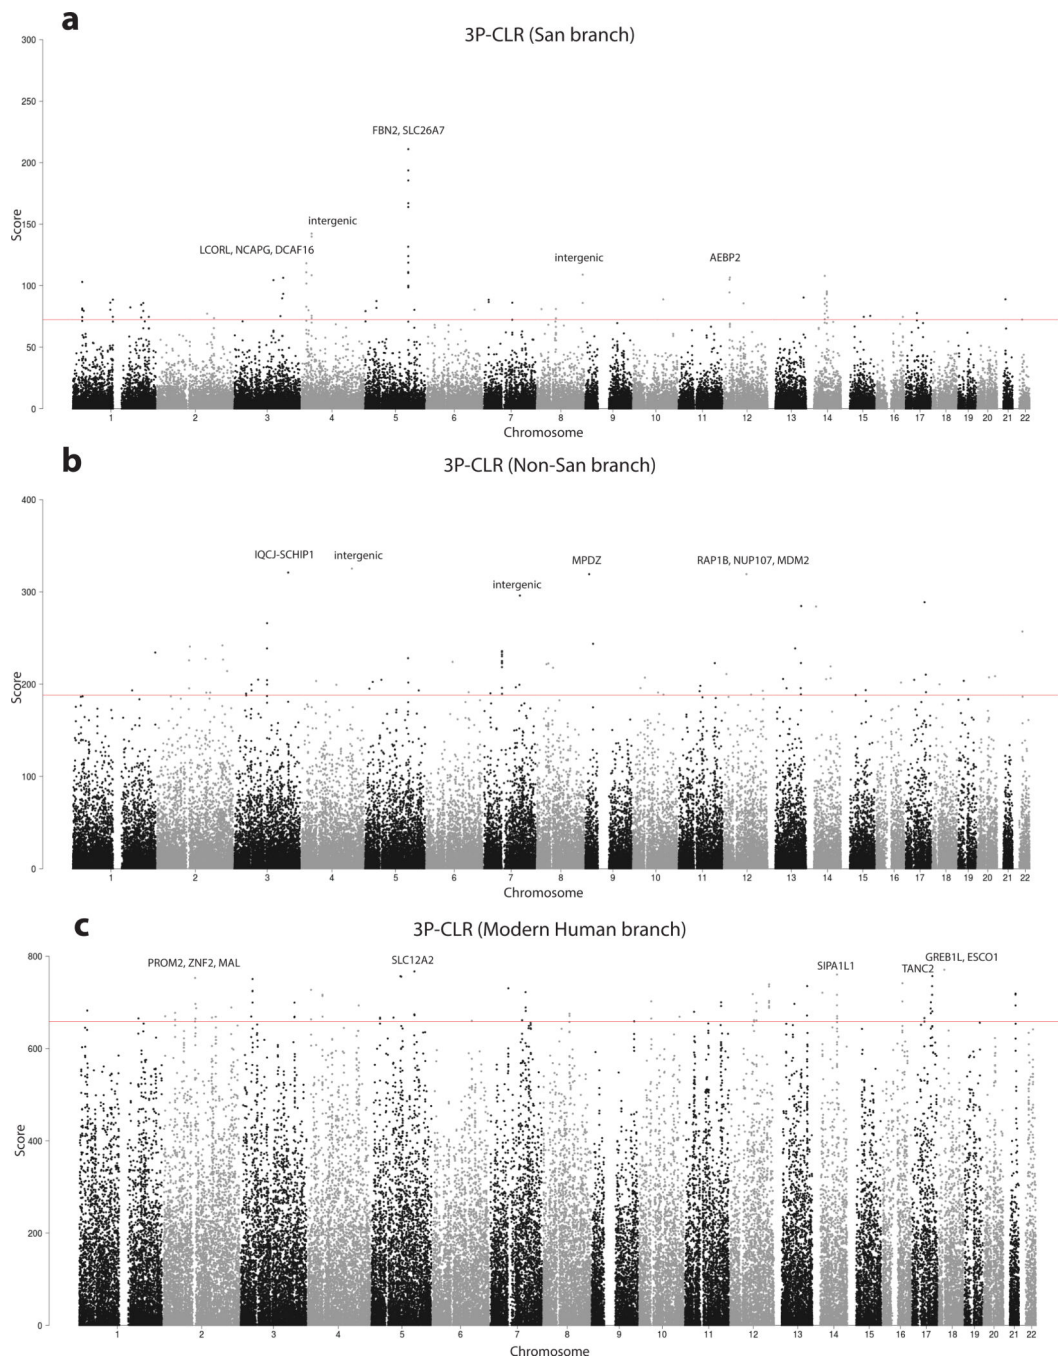 a
3P-CLR (San branch)
300
250
200
150
100
50
0
Score
FBN2, SLC26A7
intergenic
LCORL, NCAPG, DCAF16
intergenic
AEBP2
1 2 3 4 5 6 7 8 9 10 11 12 13 14 15 16 17 18 19 20 21 22
Chromosome
b
3P-CLR (Non-San branch)
400
300
200
100
0
Score
IQCJ-SCHIP1
intergenic
MPDZ
RAP1B, NUP107, MDM2
intergenic
1 2 3 4 5 6 7 8 9 10 11 12 13 14 15 16 17 18 19 20 21 22
Chromosome
c
3P-CLR (Modern Human branch)
800
600
400
200
0
Score
PROM2, ZNF2, MAL
SLC12A2
SIPA1L1
TANC2
GREB1L, ESCO1
1 2 3 4 5 6 7 8 9 10 11 12 13 14 15 16 17 18 19 20 21 22
Chromosome